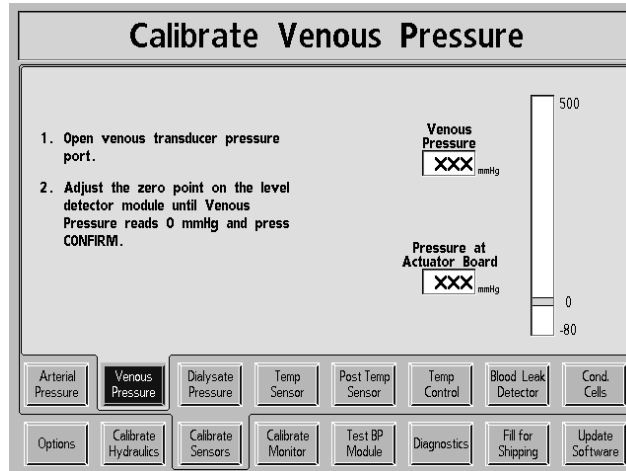 Calibrate Venous Pressure
500
1. Open venous transducer pressure
port.
Venous
Pressure
XXX mmHg
2. Adjust the zero point on the level
detector module until Venous
Pressure reads 0 mmHg and press
CONFIRM.
Pressure at
Actuator Board
XXX mmHg
0
-80
Arterial
Pressure
Venous
Pressure
Dialysate
Pressure
Temp
Sensor
Post Temp
Sensor
Temp
Control
Blood Leak
Detector
Cond.
Cells
Options
Calibrate
Hydraulics
Calibrate
Sensors
Calibrate
Monitor
Test BP
Module
Diagnostics
Fill for
Shipping
Update
Software